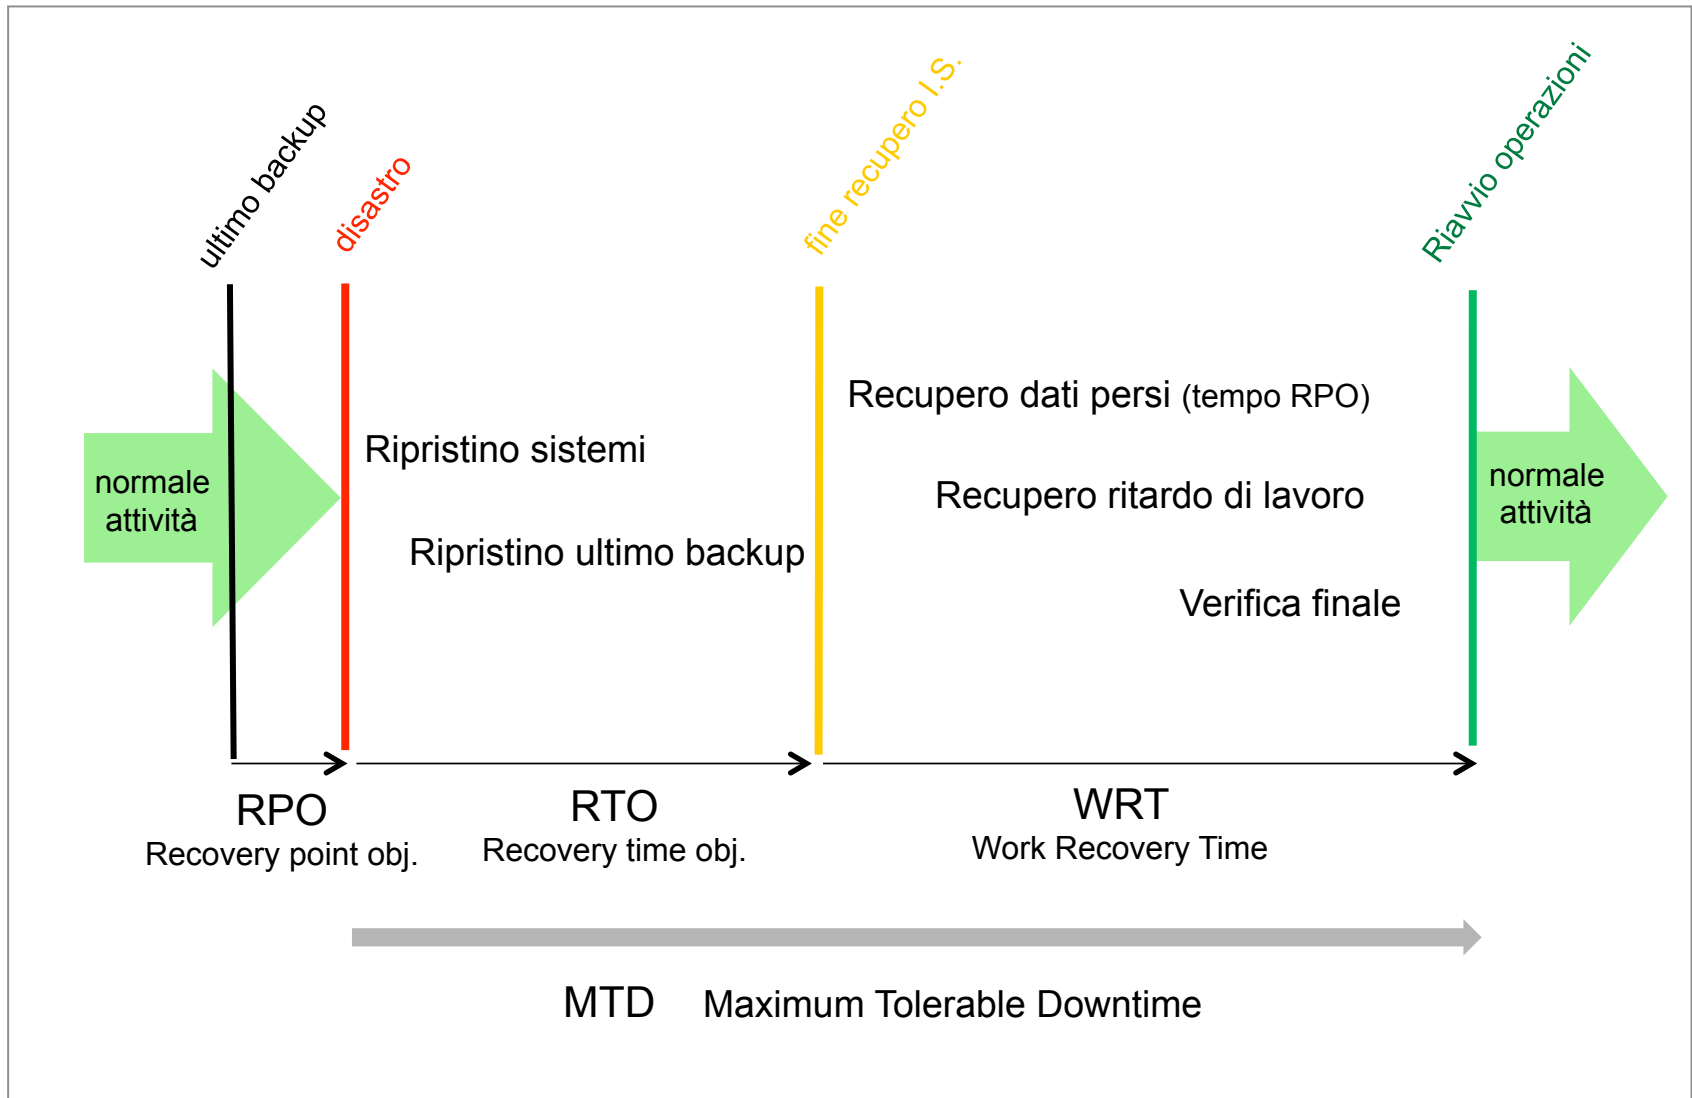 ultimo backup
disastro
fine recupero I.S.
Riavvio operazioni
normale
attività
Ripristino sistemi
Ripristino ultimo backup
Recupero dati persi (tempo RPO)
Recupero ritardo di lavoro
Verifica finale
normale
attività
RPO
Recovery point obj.
RTO
Recovery time obj.
WRT
Work Recovery Time
MTD Maximum Tolerable Downtime